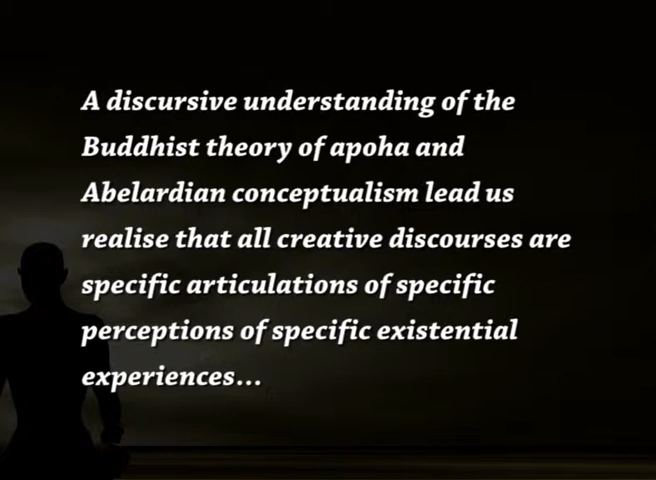 A discursive understanding of the
Buddhist theory of apoha and
Abelardian conceptualism lead us
realise that all creative discourses are
specific articulations of specific
perceptions of specific existential
experiences...